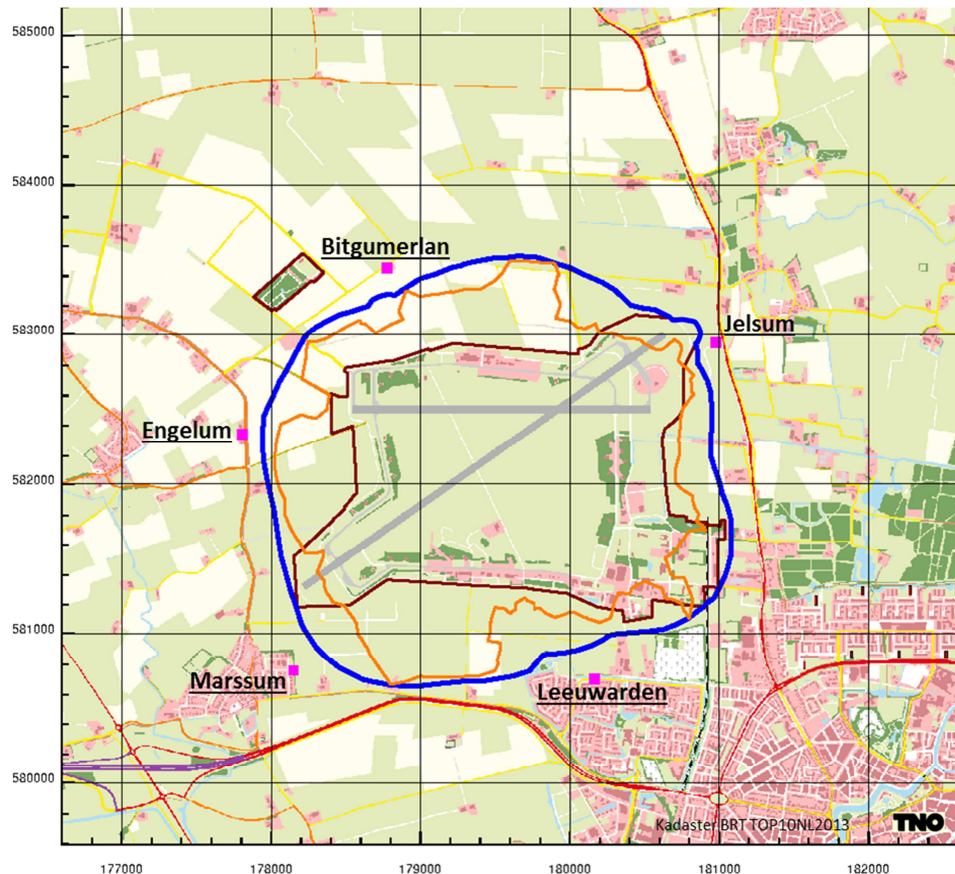 585000
584000
Bitgumerlan
583000
Jelsum
Engelum
582000
581000
Marssum
Leeuwarden
580000
Kadaster BRT TOP10NL2013
TNO
177000
178000
179000
180000
181000
182000